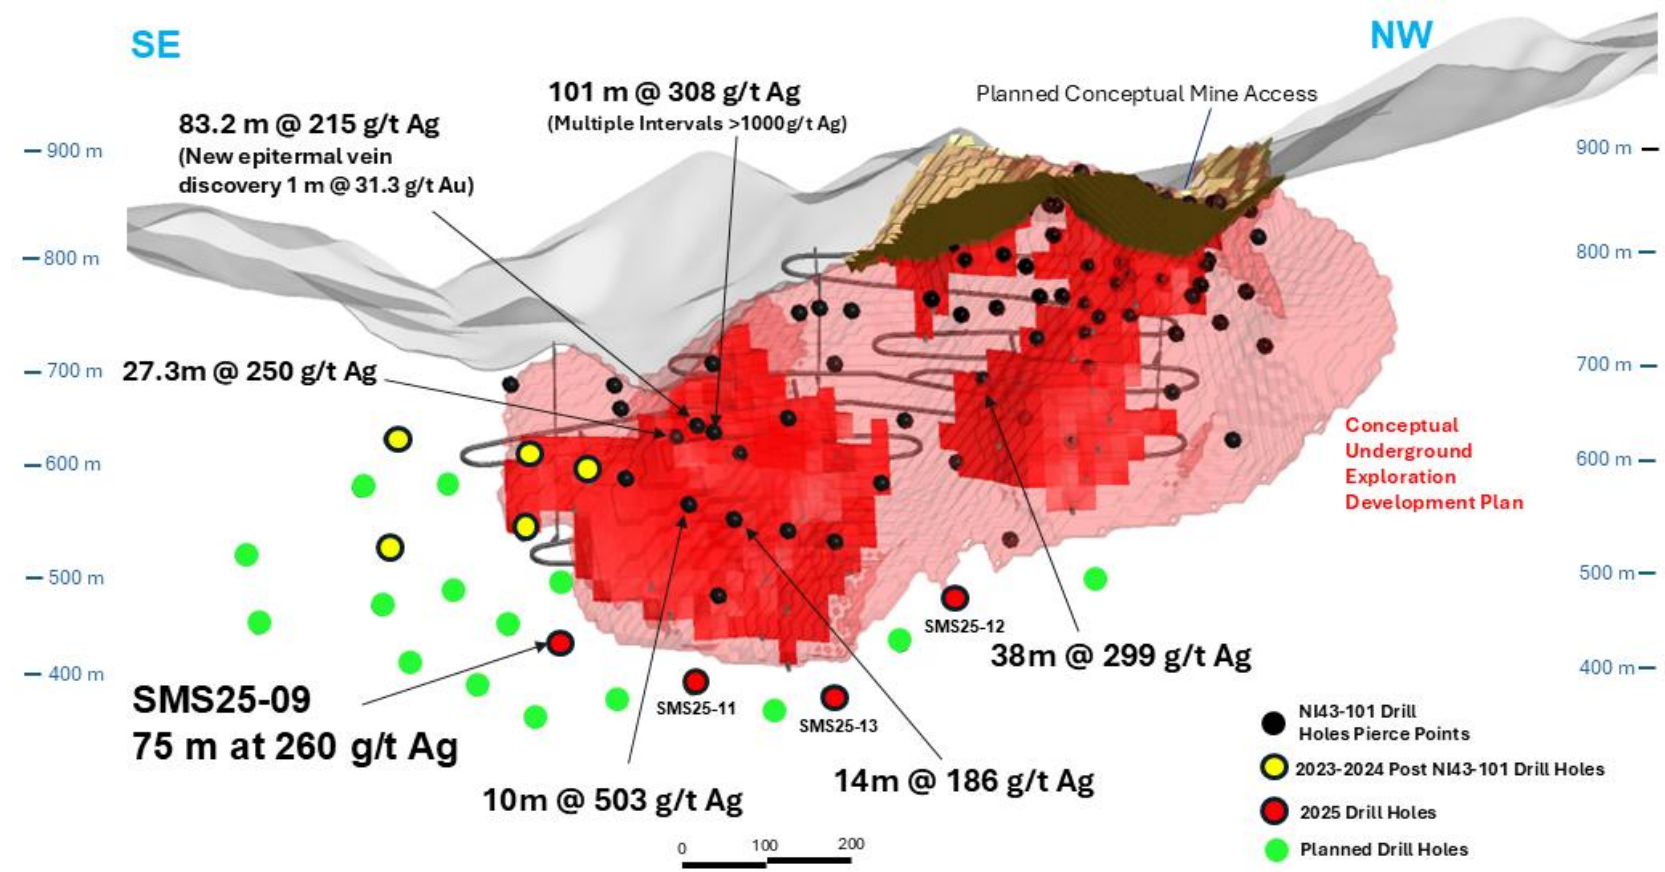 SE
NW
101 m @ 308 g/t Ag
(Multiple Intervals >1000g/t Ag)
Planned Conceptual Mine Access
83.2 m @ 215 g/t Ag
(New epitermal vein
discovery 1 m @ 31.3 g/t Au)
900 m
900 m
800 m
800 m
700 m
700 m
27.3m @ 250 g/t Ag
600 m
600 m
Conceptual
Underground
Exploration
Development Plan
500 m
500 m
400 m
400 m
SMS25-12
38m @ 299 g/t Ag
SMS25-09
75 m at 260 g/t Ag
SMS25-11
SMS25-13
10m @ 503 g/t Ag
14m @ 186 g/t Ag
NI43-101 Drill
Holes Pierce Points
2023-2024 Post NI43-101 Drill Holes
2025 Drill Holes
Planned Drill Holes
0 100 200